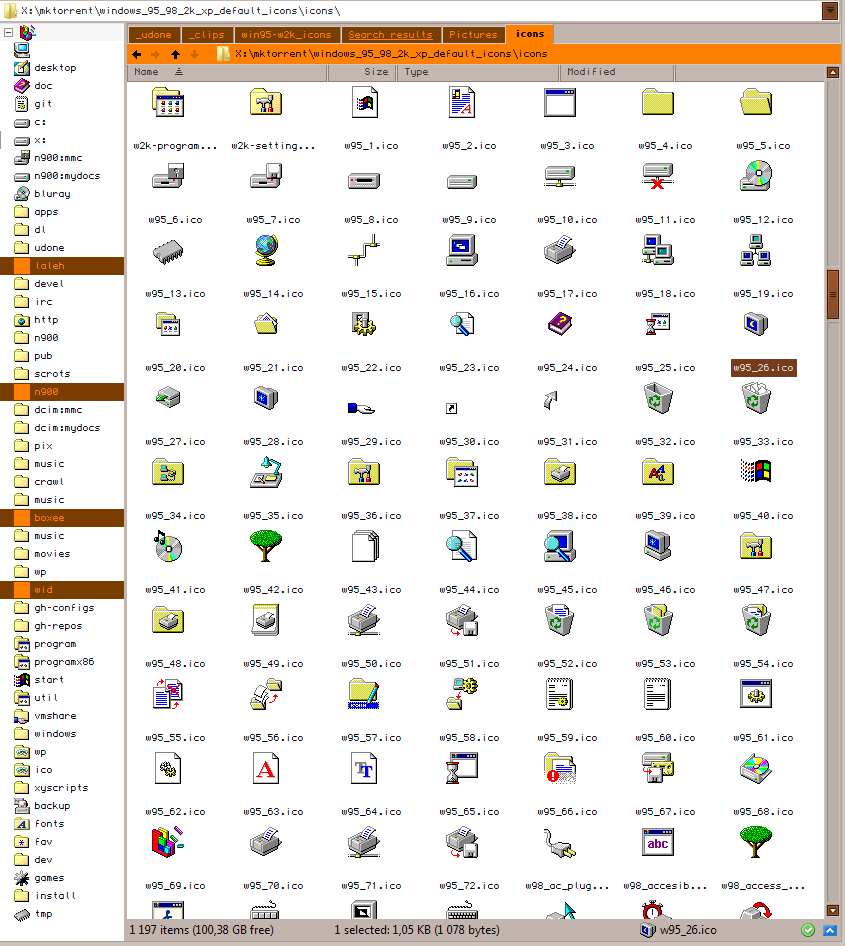 X:\mktorrent\windows_95_98_2k_xp_default_icons\icons\
_udone _clips win95-w2k_icons Search results Pictures icons
X:\mktorrent\windows_95_98_2k_xp_default_icons\icons
Name Size Type Modified
desktop
doc
git
c:
x:
n900:mmc
n900:mydocs
bluray
apps
dl
udone
laleh
devel
irc
http
n900
pub
scrots
n900
dcim:mmc
dcim:mydocs
pix
music
crawl
music
boxee
music
movies
wp
wid
gh-configs
gh-repos
program
programx86
start
util
vmshare
windows
wp
ico
xyscripts
backup
fonts
fav
dev
games
install
tmp
w2k-program... w2k-setting... w95_1.ico w95_2.ico w95_3.ico w95_4.ico w95_5.ico
w95_6.ico w95_7.ico w95_8.ico w95_9.ico w95_10.ico w95_11.ico w95_12.ico
w95_13.ico w95_14.ico w95_15.ico w95_16.ico w95_17.ico w95_18.ico w95_19.ico
w95_20.ico w95_21.ico w95_22.ico w95_23.ico w95_24.ico w95_25.ico w95_26.ico
w95_27.ico w95_28.ico w95_29.ico w95_30.ico w95_31.ico w95_32.ico w95_33.ico
w95_34.ico w95_35.ico w95_36.ico w95_37.ico w95_38.ico w95_39.ico w95_40.ico
w95_41.ico w95_42.ico w95_43.ico w95_44.ico w95_45.ico w95_46.ico w95_47.ico
w95_48.ico w95_49.ico w95_50.ico w95_51.ico w95_52.ico w95_53.ico w95_54.ico
w95_55.ico w95_56.ico w95_57.ico w95_58.ico w95_59.ico w95_60.ico w95_61.ico
w95_62.ico w95_63.ico w95_64.ico w95_65.ico w95_66.ico w95_67.ico w95_68.ico
abc
w95_69.ico w95_70.ico w95_71.ico w95_72.ico w98_ac_plug... w98_accesib... w98_access_...
1 197 items (100,38 GB free) 1 selected: 1,05 KB (1 078 bytes) w95_26.ico